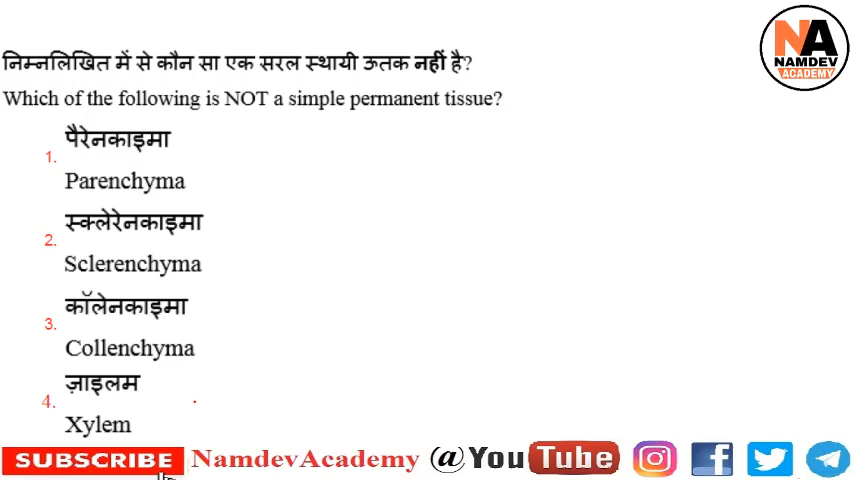 NA
NAMDEV
ACADEMY
निम्नलिखित में से कौन सा एक सरल स्थायी ऊतक नहीं है?
Which of the following is NOT a simple permanent tissue?
पैरेनकाइमा
1.
Parenchyma
स्क्लेरेनकाइमा
2.
Sclerenchyma
कॉलेनकाइमा
3.
Collenchyma
ज़ाइलम
4.
Xylem
SUBSCRIBE NamdevAcademy @YouTube